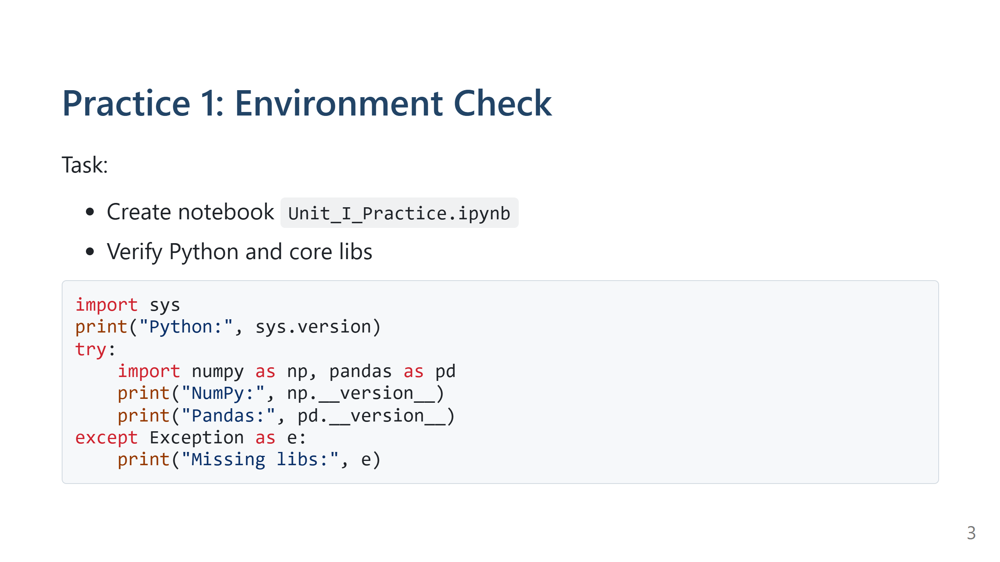 Practice 1: Environment Check
Task:
• Create notebook Unit_I_Practice.ipynb
• Verify Python and core libs
import sys
print("Python:", sys.version)
try:
    import numpy as np, pandas as pd
    print("NumPy:", np.__version__)
    print("Pandas:", pd.__version__)
except Exception as e:
    print("Missing libs:", e)
3